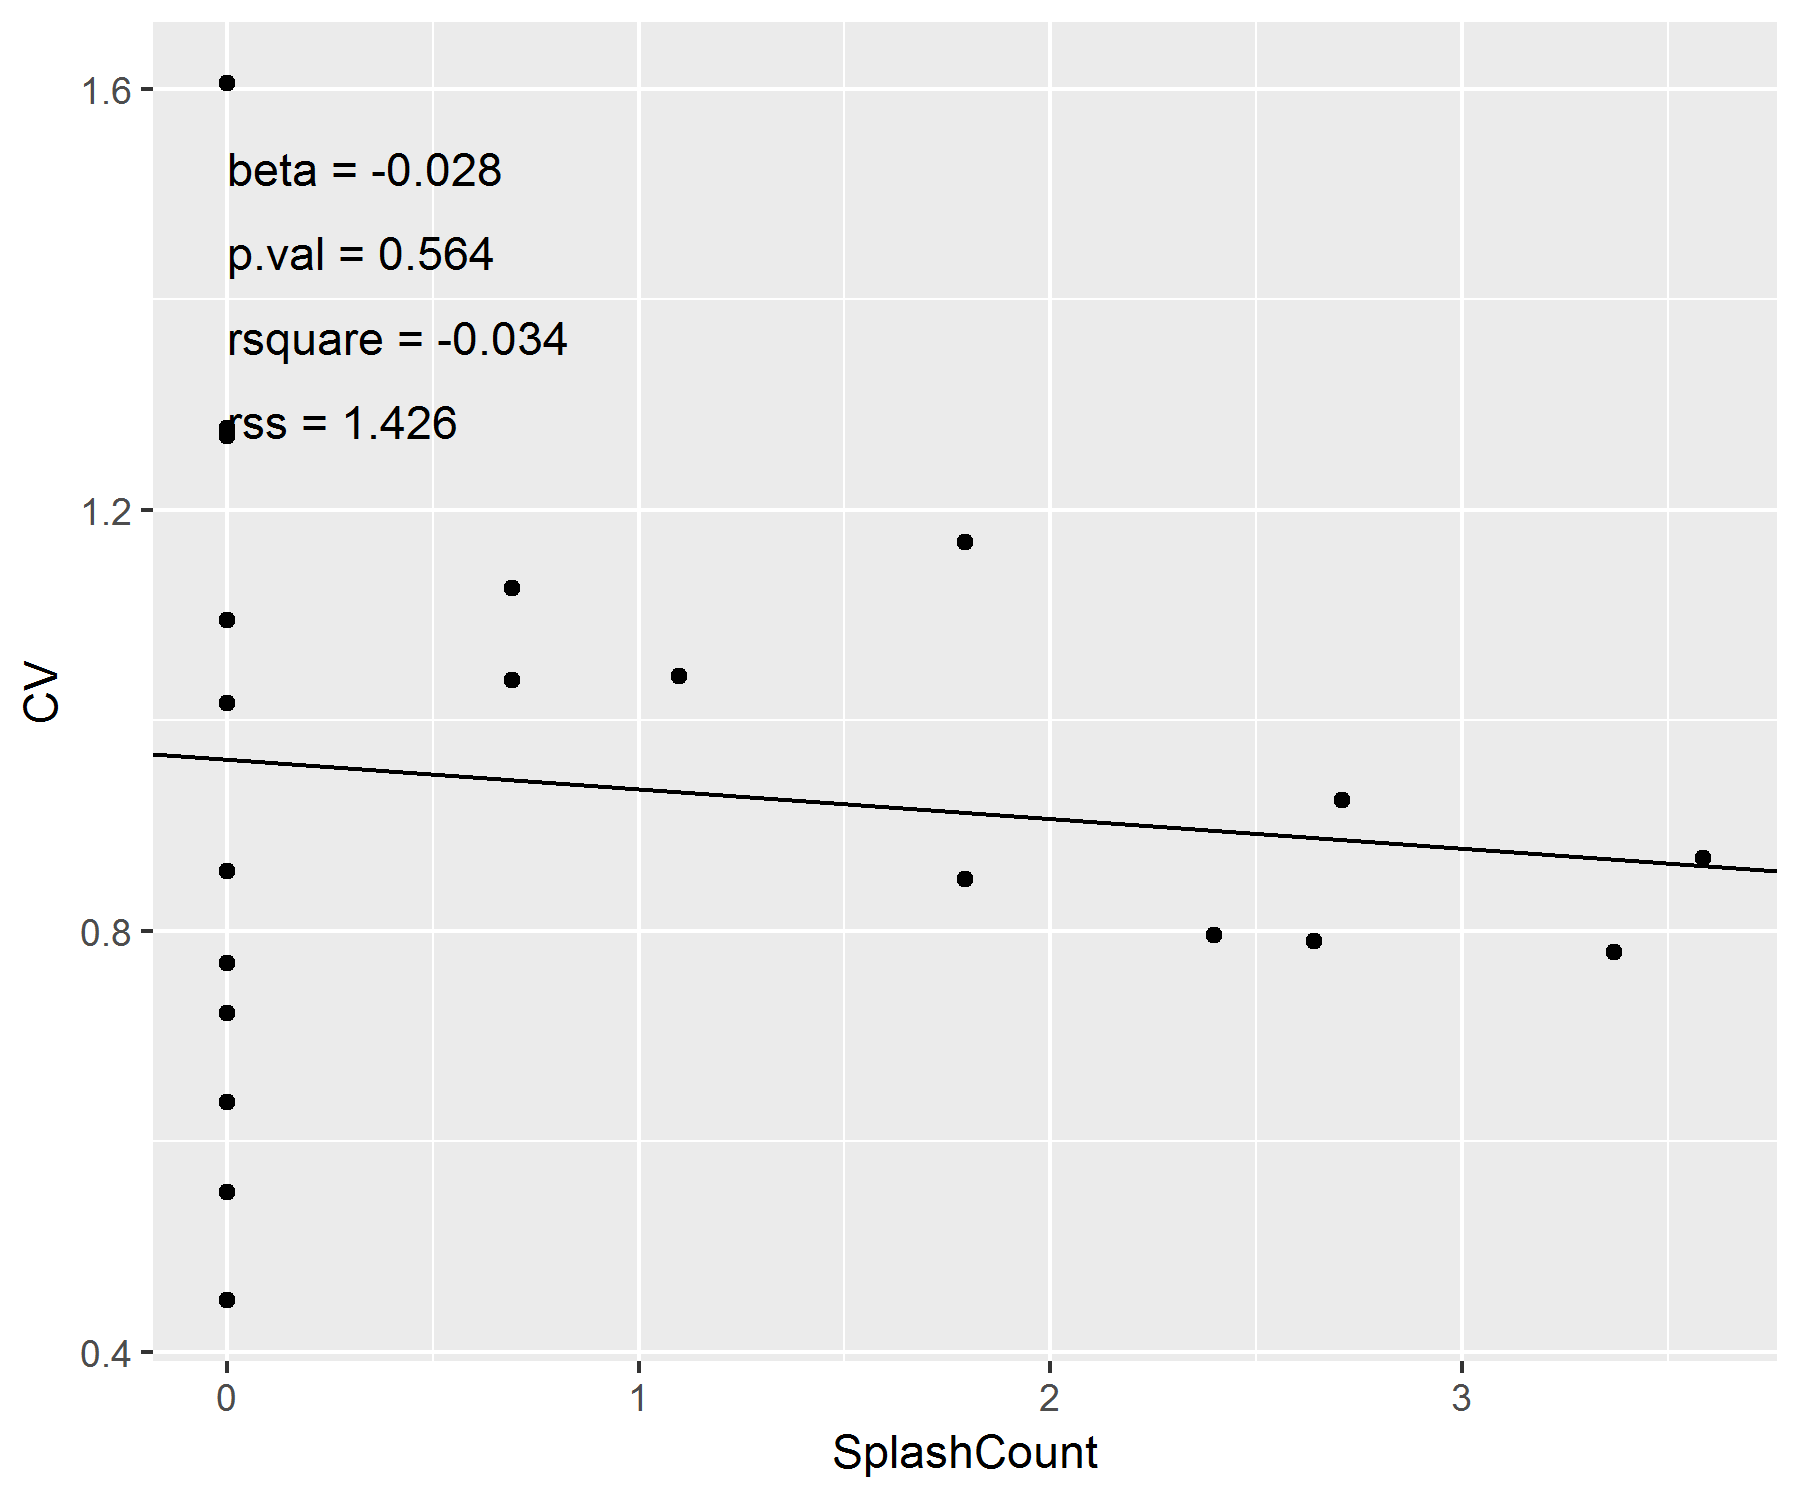 1.6
beta = -0.028
p.val = 0.564
rsquare = -0.034
rss = 1.426
1.2
CV
0.8
0.4
0 1 2 3
SplashCount